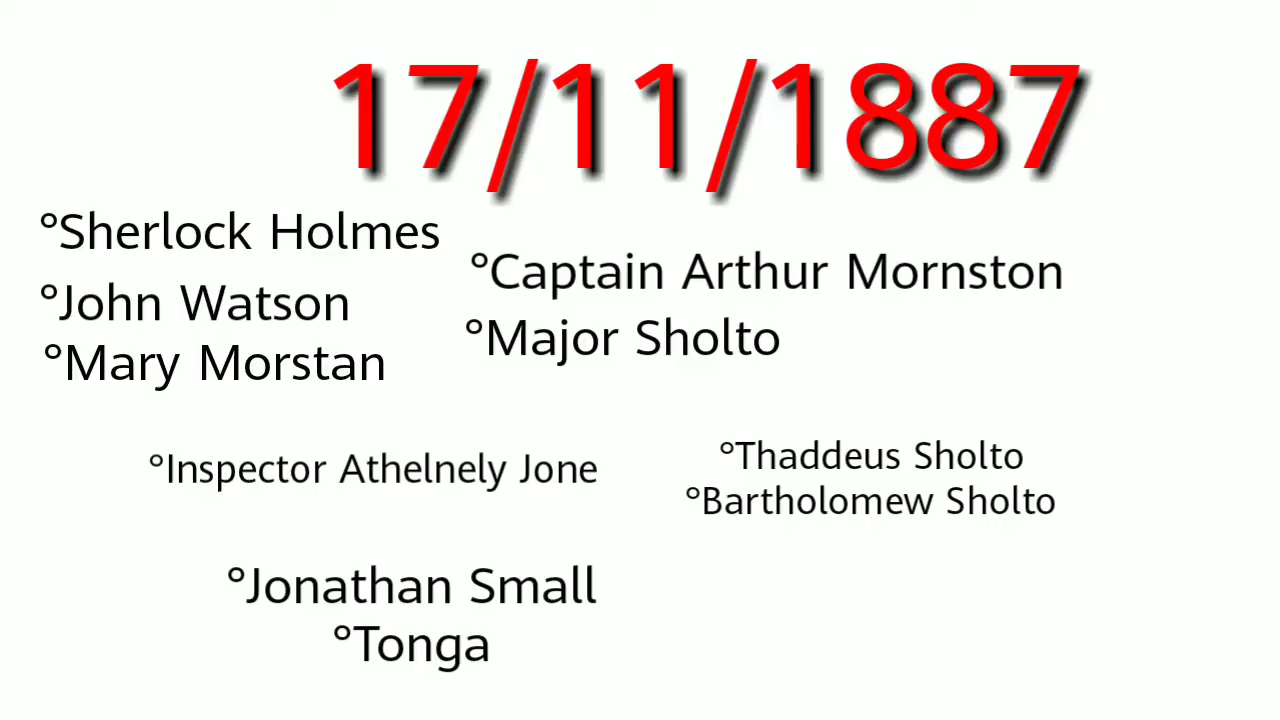 17/11/1887
°Sherlock Holmes
°John Watson
°Mary Morstan
°Captain Arthur Mornston
°Major Sholto
°Inspector Athelnely Jone
°Thaddeus Sholto
°Bartholomew Sholto
°Jonathan Small
°Tonga